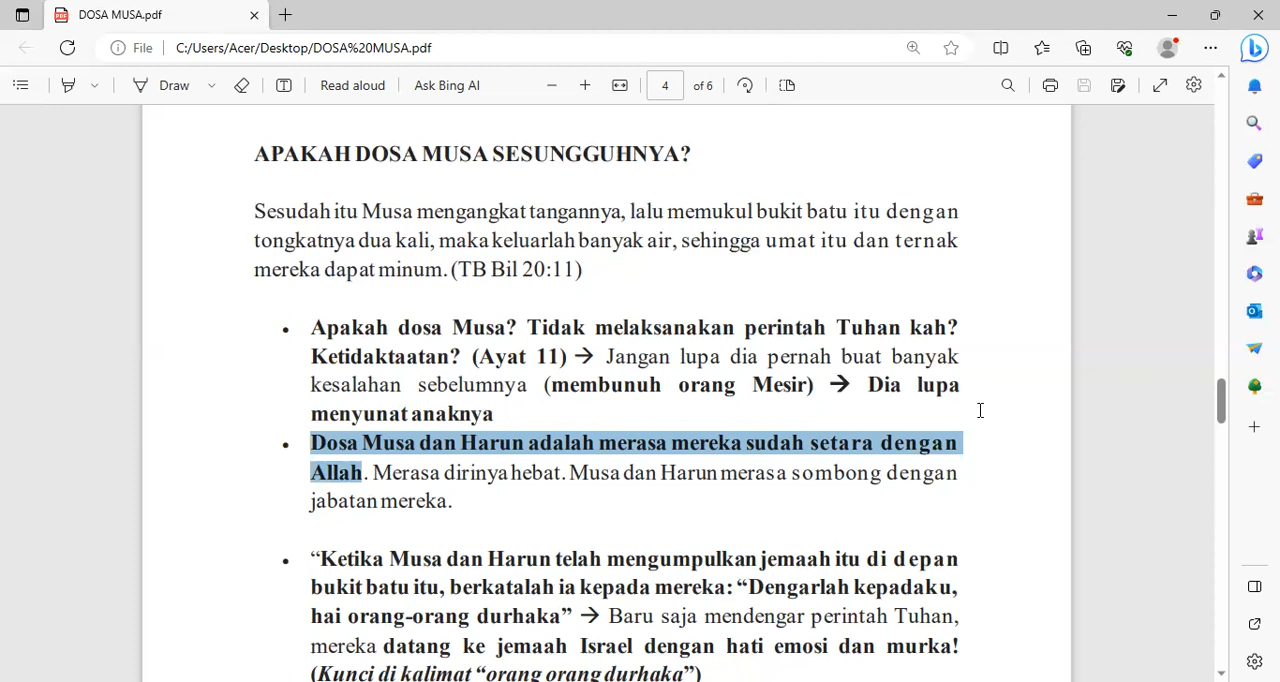 DOSA MUSA.pdf
File C:/Users/Acer/Desktop/DOSA%20MUSA.pdf
Draw Read aloud Ask Bing AI 4 of 6
APAKAH DOSA MUSA SESUNGGUHNYA?
Sesudah itu Musa mengangkat tangannya, lalu memukul bukit batu itu dengan
tongkatnya dua kali, maka keluarlah banyak air, sehingga umat itu dan ternak
mereka dapat minum. (TB Bil 20:11)
• Apakah dosa Musa? Tidak melaksanakan perintah Tuhan kah?
Ketidaktaatan? (Ayat 11) → Jangan lupa dia pernah buat banyak
kesalahan sebelumnya (membunuh orang Mesir) → Dia lupa
menyunat anaknya
• Dosa Musa dan Harun adalah merasa mereka sudah setara dengan
Allah. Merasa dirinya hebat. Musa dan Harun merasa sombong dengan
jabatan mereka.
• “Ketika Musa dan Harun telah mengumpulkan jemaah itu di depan
bukit batu itu, berkatalah ia kepada mereka: “Dengarlah kepadaku,
hai orang-orang durhaka” → Baru saja mendengar perintah Tuhan,
mereka datang ke jemaah Israel dengan hati emosi dan murka!
(Kunci di kalimat “orang orang durhaka”)